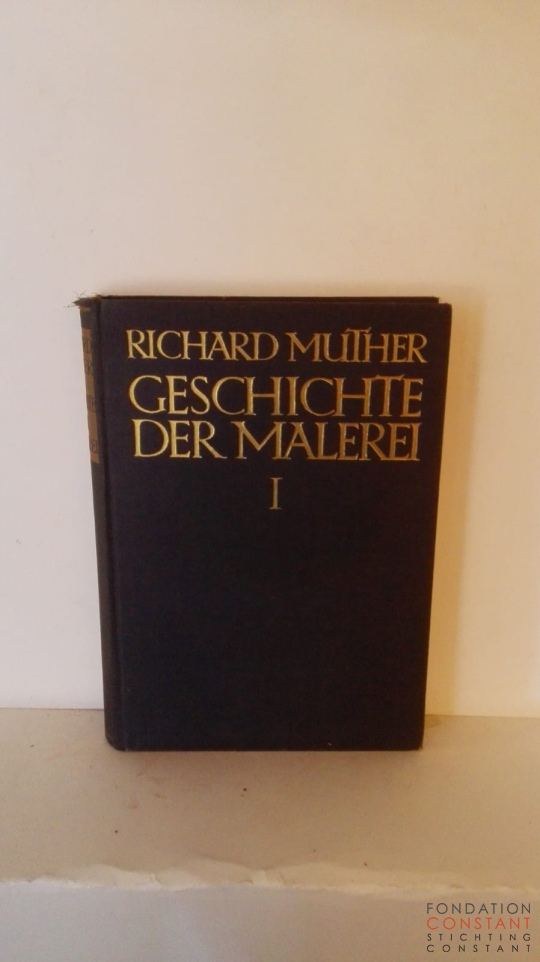 RICHARD MUTHER
GESCHICHTE
DER MALEREI
I
FONDATION
CONSTANT
STICHTING
CONSTANT